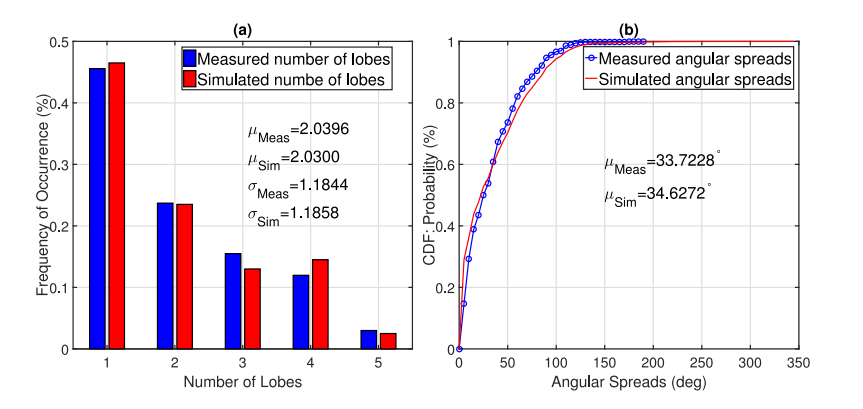 (a)
0.5
0.4
0.3
0.2
0.1
0
Frequency of Occurrence (%)
Measured number of lobes
Simulated numbe of lobes
μMeas=2.0396
μSim=2.0300
σMeas=1.1844
σSim=1.1858
1 2 3 4 5
Number of Lobes
(b)
1
0.8
0.6
0.4
0.2
0
CDF: Probability (%)
Measured angular spreads
Simulated angular spreads
μMeas=33.7228°
μSim=34.6272°
0 50 100 150 200 250 300 350
Angular Spreads (deg)